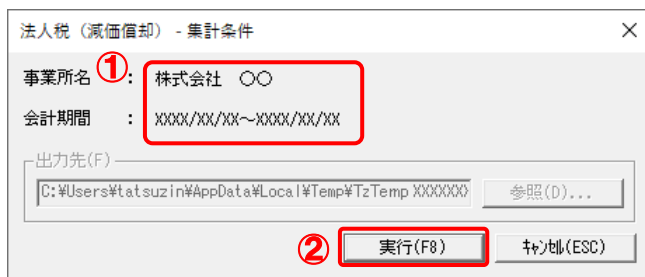 法人税（減価償却） - 集計条件
事業所名 ① : 株式会社　○○
会計期間 : XXXX/XX/XX～XXXX/XX/XX
出力先(F)
C:¥Users¥tatsuzin¥AppData¥Local¥Temp¥TzTemp XXXXXXX 参照(D)...
② 実行(F8) ｷｬﾝｾﾙ(ESC)